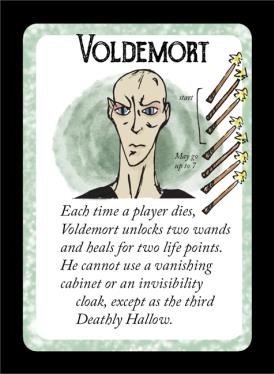 VOLDEMORT
start
May go
up to 7
Each time a player dies,
Voldemort unlocks two wands
and heals for two life points.
He cannot use a vanishing
cabinet or an invisibility
cloak, except as the third
Deathly Hallow.